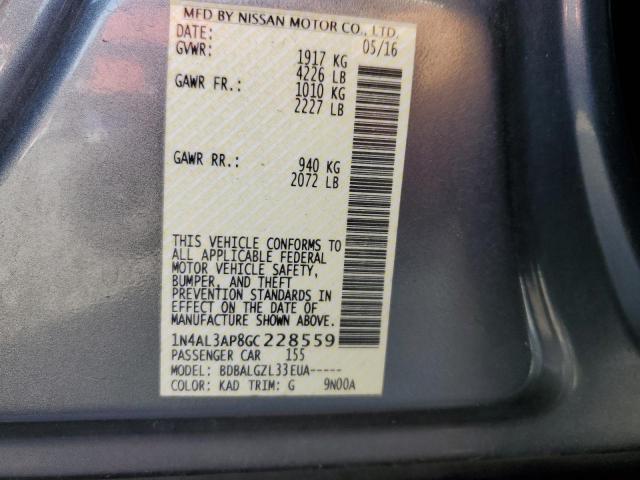 MFD BY NISSAN MOTOR CO., LTD.
DATE: 05/16
GVWR: 1917 KG
4226 LB
GAWR FR.: 1010 KG
2227 LB
GAWR RR.: 940 KG
2072 LB
THIS VEHICLE CONFORMS TO
ALL APPLICABLE FEDERAL
MOTOR VEHICLE SAFETY,
BUMPER, AND THEFT
PREVENTION STANDARDS IN
EFFECT ON THE DATE OF
MANUFACTURE SHOWN ABOVE.
1N4AL3AP8GC228559
PASSENGER CAR 155
MODEL: BDBALGZL33EUA-----
COLOR: KAD TRIM: G 9N00A